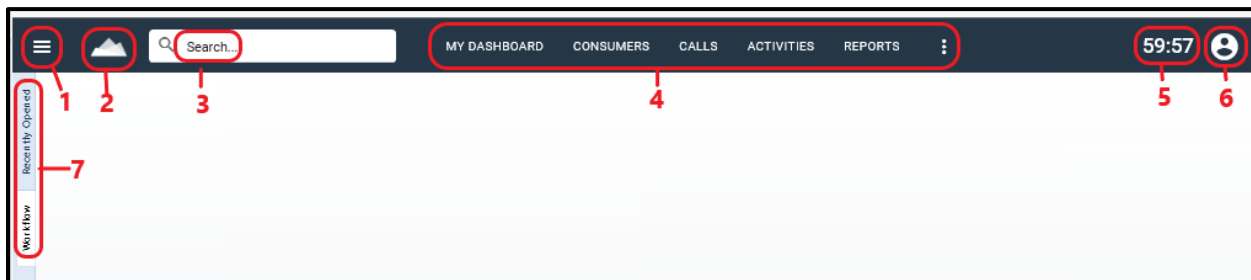 Search...
MY DASHBOARD CONSUMERS CALLS ACTIVITIES REPORTS
59:57
1
2
3
4
5
6
Recently Opened
7
Workflow